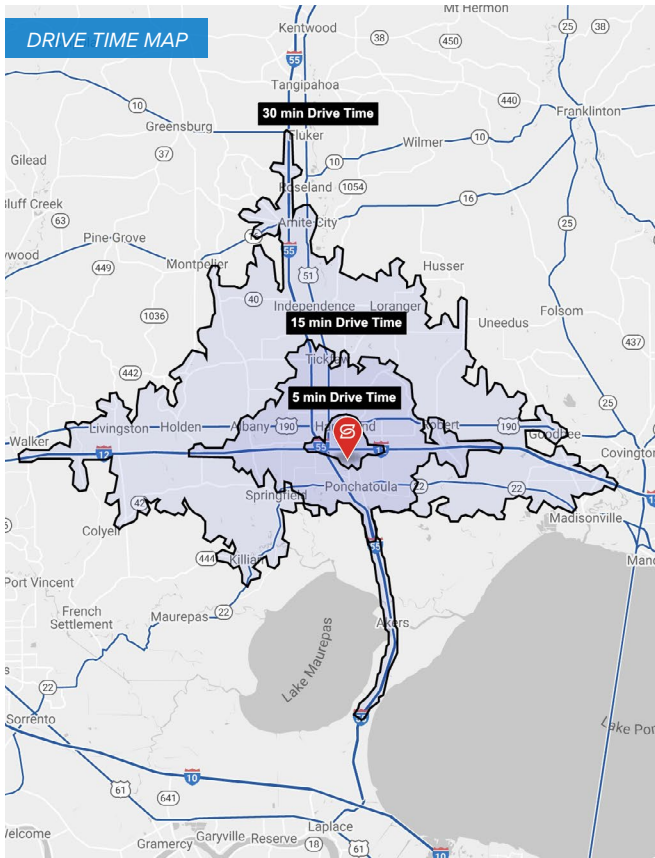 Mt Hermon
DRIVE TIME MAP
Kentwood
25
38
38
450
55
Tangipahoa
10
440
30 min Drive Time
Franklinton
Greensburg
Fluker
Wilmer
10
37
10
Gilead
Roseland
1054
16
Bluff Creek
63
Amite City
25
Pine Grove
16
55
449
Montpelier
Husser
51
40
Independence
Loranger
Folsom
1036
15 min Drive Time
Uneedus
437
Tickfaw
442
5 min Drive Time
25
Livingston
Holden
Albany
190
Robert
190
Walker
12
55
Covington
Ponchatoula
22
22
Springfield
42
Madisonville
Colyell
55
444
Killian
Port Vincent
French
Settlement
Maurepas
22
Akers
Lake Maurepas
22
Sorrento
55
Lake Pon
10
61
641
Laplace
Gramercy
Garyville
Reserve
18
61
10